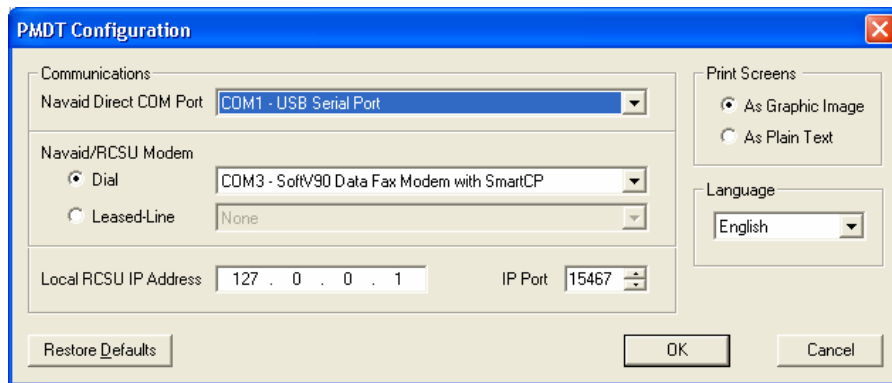 PMDT Configuration
Communications
Navaid Direct COM Port COM1 - USB Serial Port
Navaid/RCSU Modem
Dial COM3 - SoftV90 Data Fax Modem with SmartCP
Leased-Line None
Local RCSU IP Address 127 . 0 . 0 . 1 IP Port 15467
Print Screens
As Graphic Image
As Plain Text
Language
English
Restore Defaults OK Cancel